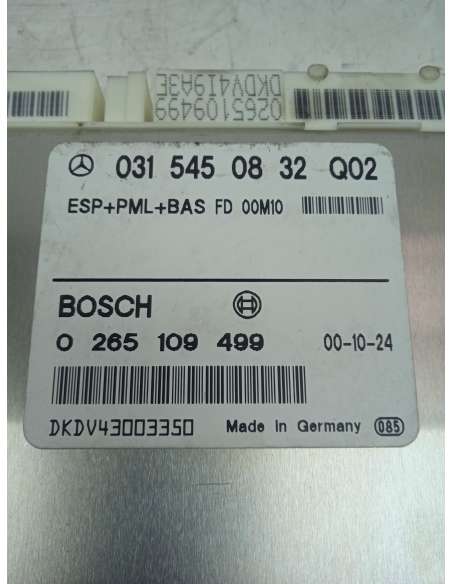 DKDV4I9A3E
0265109499
031 545 08 32 Q02
ESP+PML+BAS FD 00M10
BOSCH
0 265 109 499 00-10-24
DKDV43003350 Made In Germany 085